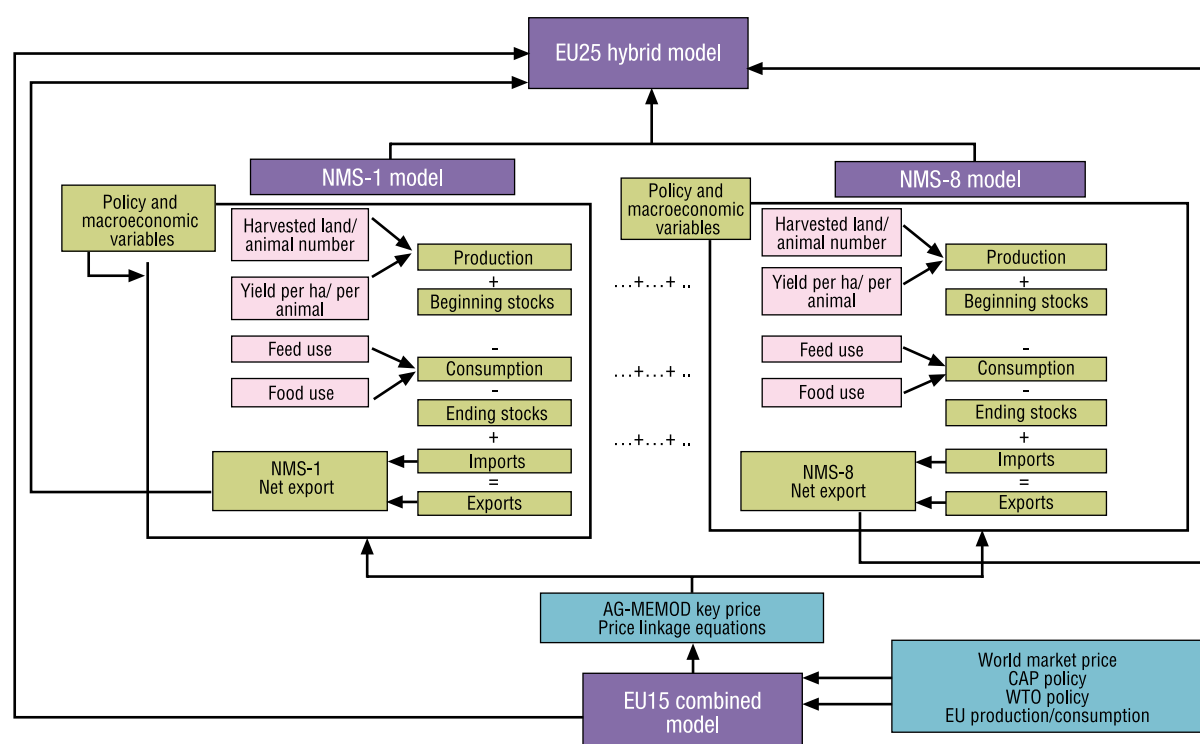 EU25 hybrid model
NMS-1 model
NMS-8 model
Policy and
macroeconomic
variables
Harvested land/
animal number
Yield per ha/ per
animal
Production
+
Beginning stocks
Feed use
Food use
-
Consumption
-
Ending stocks
+
Imports
=
Exports
NMS-1
Net export
...+...+ ..
...+...+ ..
...+...+ ..
Policy and
macroeconomic
variables
Harvested land/
animal number
Yield per ha/ per
animal
Production
+
Beginning stocks
Feed use
Food use
-
Consumption
-
Ending stocks
+
Imports
=
Exports
NMS-8
Net export
AG-MEMOD key price
Price linkage equations
EU15 combined
model
World market price
CAP policy
WTO policy
EU production/consumption